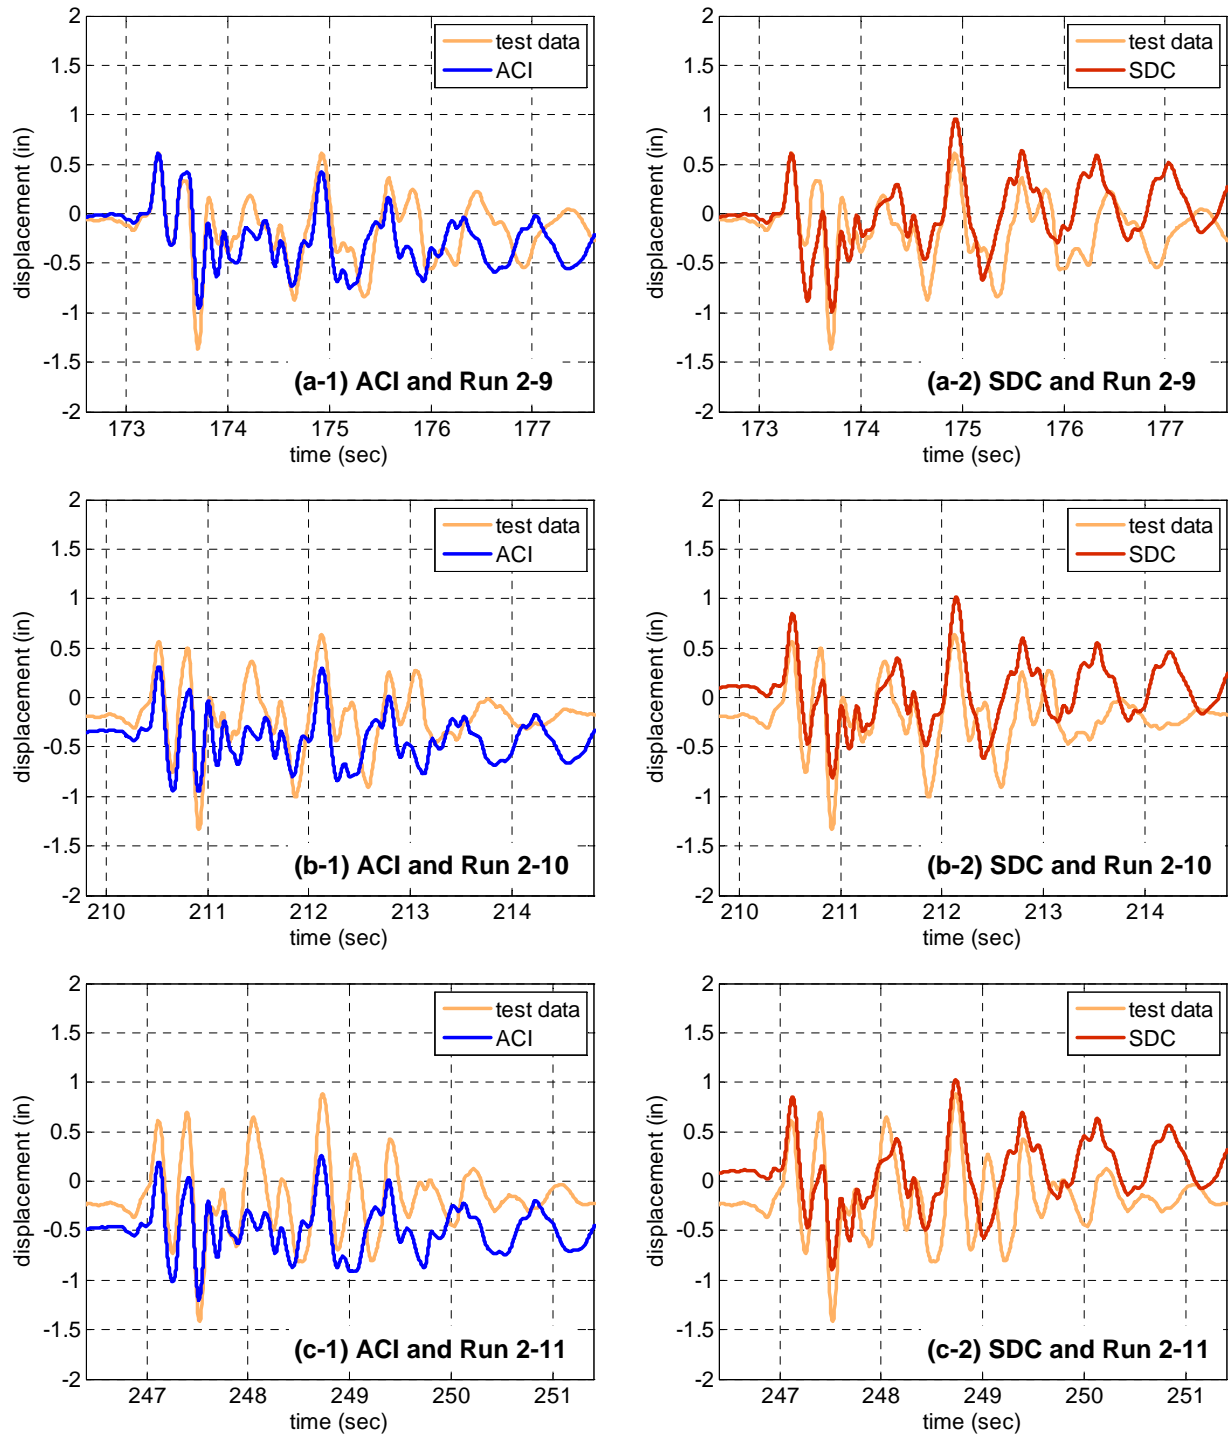 2
1.5
1
0.5
0
-0.5
-1
-1.5
-2
displacement (in)
test data
ACI
(a-1) ACI and Run 2-9
173 174 175 176 177
time (sec)
2
1.5
1
0.5
0
-0.5
-1
-1.5
-2
displacement (in)
test data
SDC
(a-2) SDC and Run 2-9
173 174 175 176 177
time (sec)
2
1.5
1
0.5
0
-0.5
-1
-1.5
-2
displacement (in)
test data
ACI
(b-1) ACI and Run 2-10
210 211 212 213 214
time (sec)
2
1.5
1
0.5
0
-0.5
-1
-1.5
-2
displacement (in)
test data
SDC
(b-2) SDC and Run 2-10
210 211 212 213 214
time (sec)
2
1.5
1
0.5
0
-0.5
-1
-1.5
-2
displacement (in)
test data
ACI
(c-1) ACI and Run 2-11
247 248 249 250 251
time (sec)
2
1.5
1
0.5
0
-0.5
-1
-1.5
-2
displacement (in)
test data
SDC
(c-2) SDC and Run 2-11
247 248 249 250 251
time (sec)